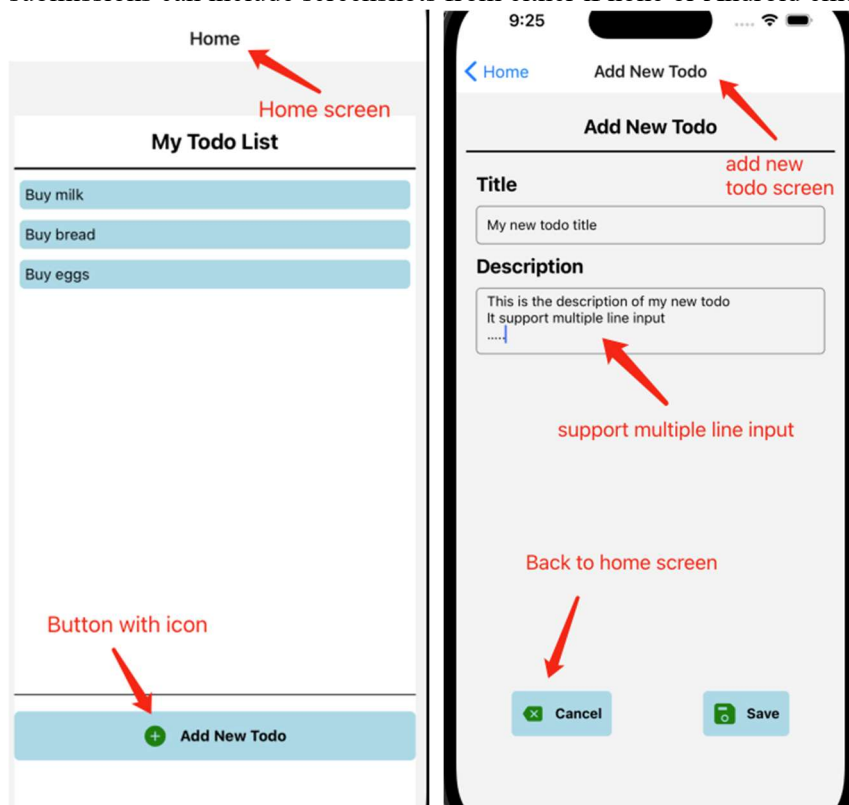 Home
Home screen
My Todo List
Buy milk
Buy bread
Buy eggs
Button with icon
Add New Todo
9:25
Home
Add New Todo
Add New Todo
add new
todo screen
Title
My new todo title
Description
This is the description of my new todo
It support multiple line input
.....
support multiple line input
Back to home screen
Cancel
Save